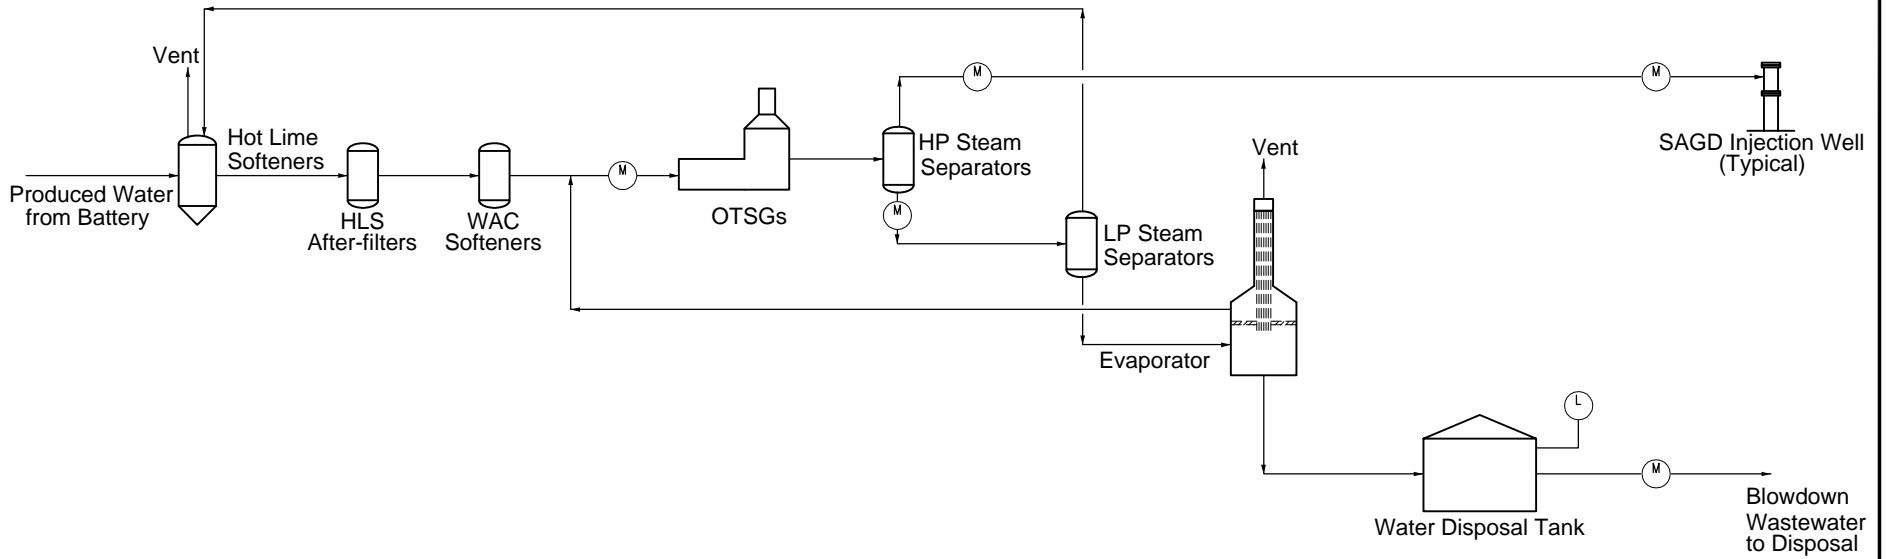 Vent
M
M
Hot Lime
Softeners
HP Steam
Separators
SAGD Injection Well
(Typical)
Vent
M
Produced Water
from Battery
HLS
After-filters
WAC
Softeners
OTSGs
M
LP Steam
Separators
Evaporator
L
M
Water Disposal Tank
Blowdown
Wastewater
to Disposal